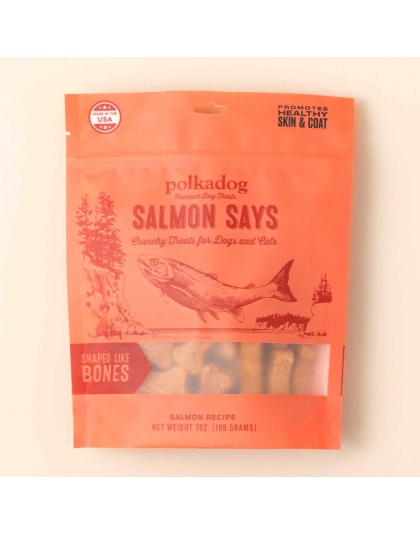 MADE IN THE
USA
PROMOTES
HEALTHY
SKIN & COAT
polkadog
Premium Dog Treats
SALMON SAYS
Crunchy Treats for Dogs and Cats
SHAPED LIKE
BONES
SALMON RECIPE
NET WEIGHT 7OZ. (198 GRAMS)